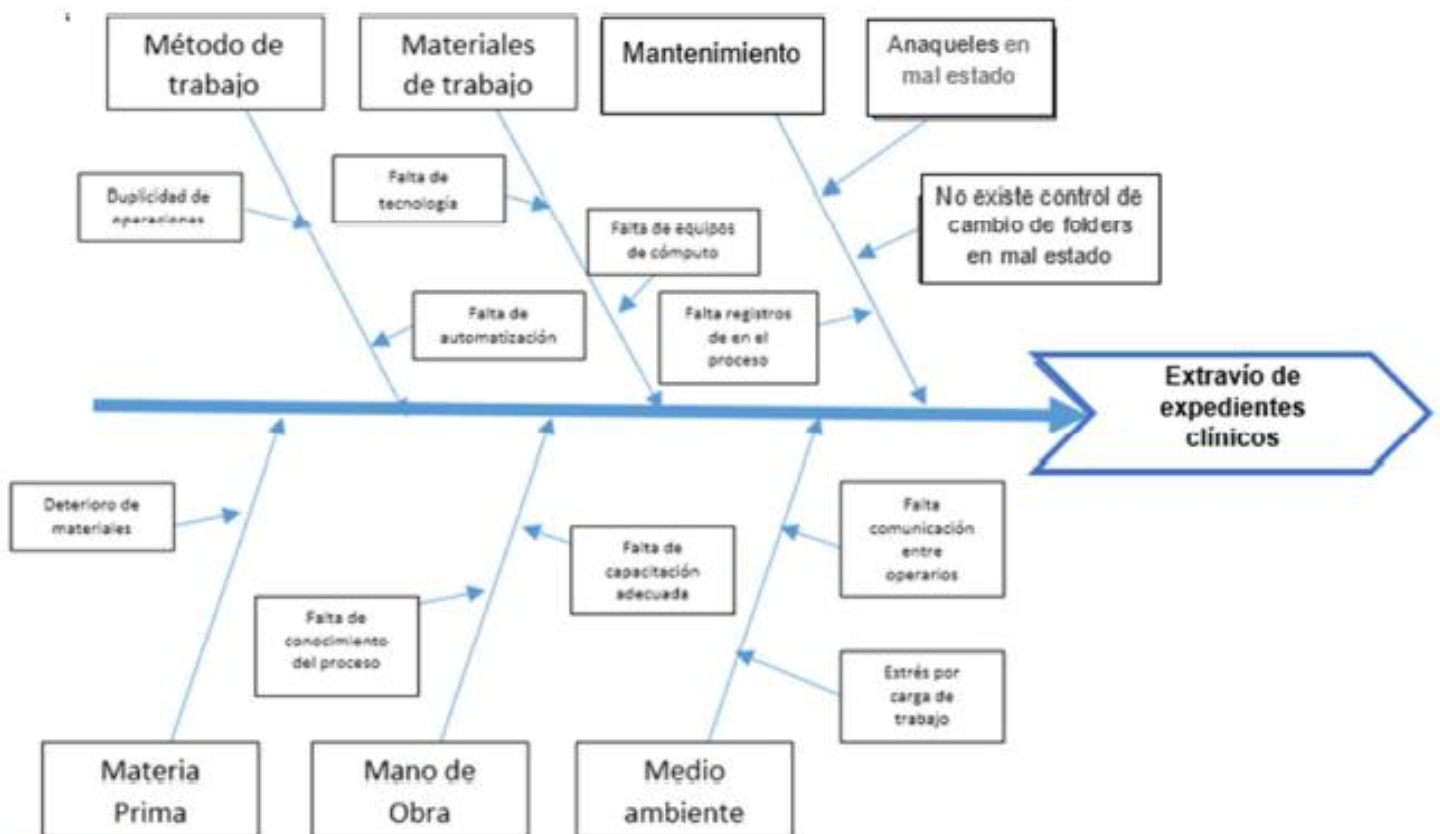 Método de
trabajo
Materiales
de trabajo
Mantenimiento
Anaqueles en
mal estado
Duplicidad de
operaciones
Falta de
tecnología
Falta de equipos
de cómputo
No existe control de
cambio de folders
en mal estado
Falta de
automatización
Falta registros
de en el
proceso
Extravío de
expedientes
clínicos
Deterioro de
materiales
Falta de
conocimiento
del proceso
Falta de
capacitación
adecuada
Falta
comunicación
entre
operarios
Estrés por
carga de
trabajo
Materia
Prima
Mano de
Obra
Medio
ambiente